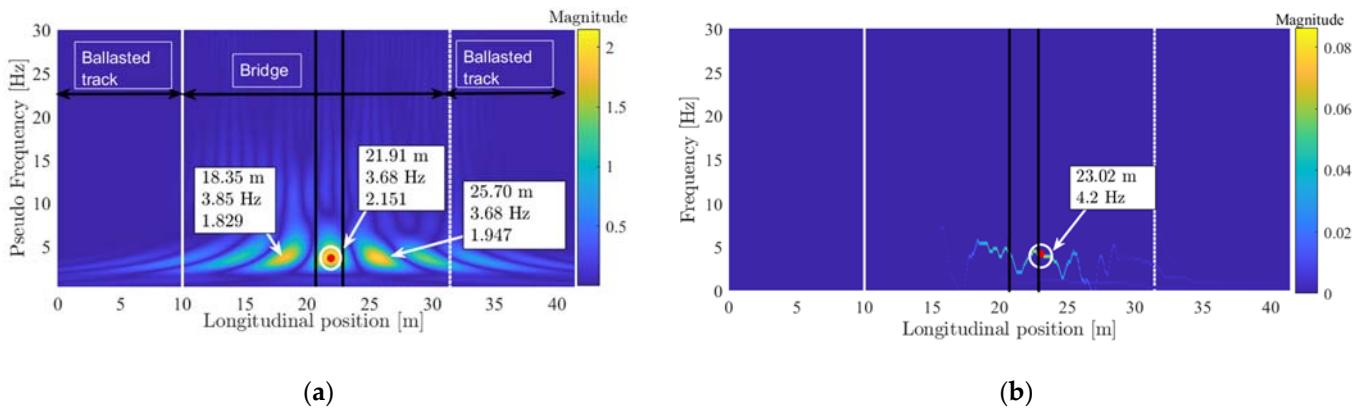 Magnitude
30
25
20
15
10
5
0
Pseudo Frequency [Hz]
Ballasted
track
Bridge
Ballasted
track
18.35 m
3.85 Hz
1.829
21.91 m
3.68 Hz
2.151
25.70 m
3.68 Hz
1.947
0 5 10 15 20 25 30 35 40
Longitudinal position [m]
2
1.5
1
0.5
(a)
Magnitude
30
25
20
15
10
5
0
Frequency [Hz]
23.02 m
4.2 Hz
0 5 10 15 20 25 30 35 40
Longitudinal position [m]
0.08
0.06
0.04
0.02
0
(b)